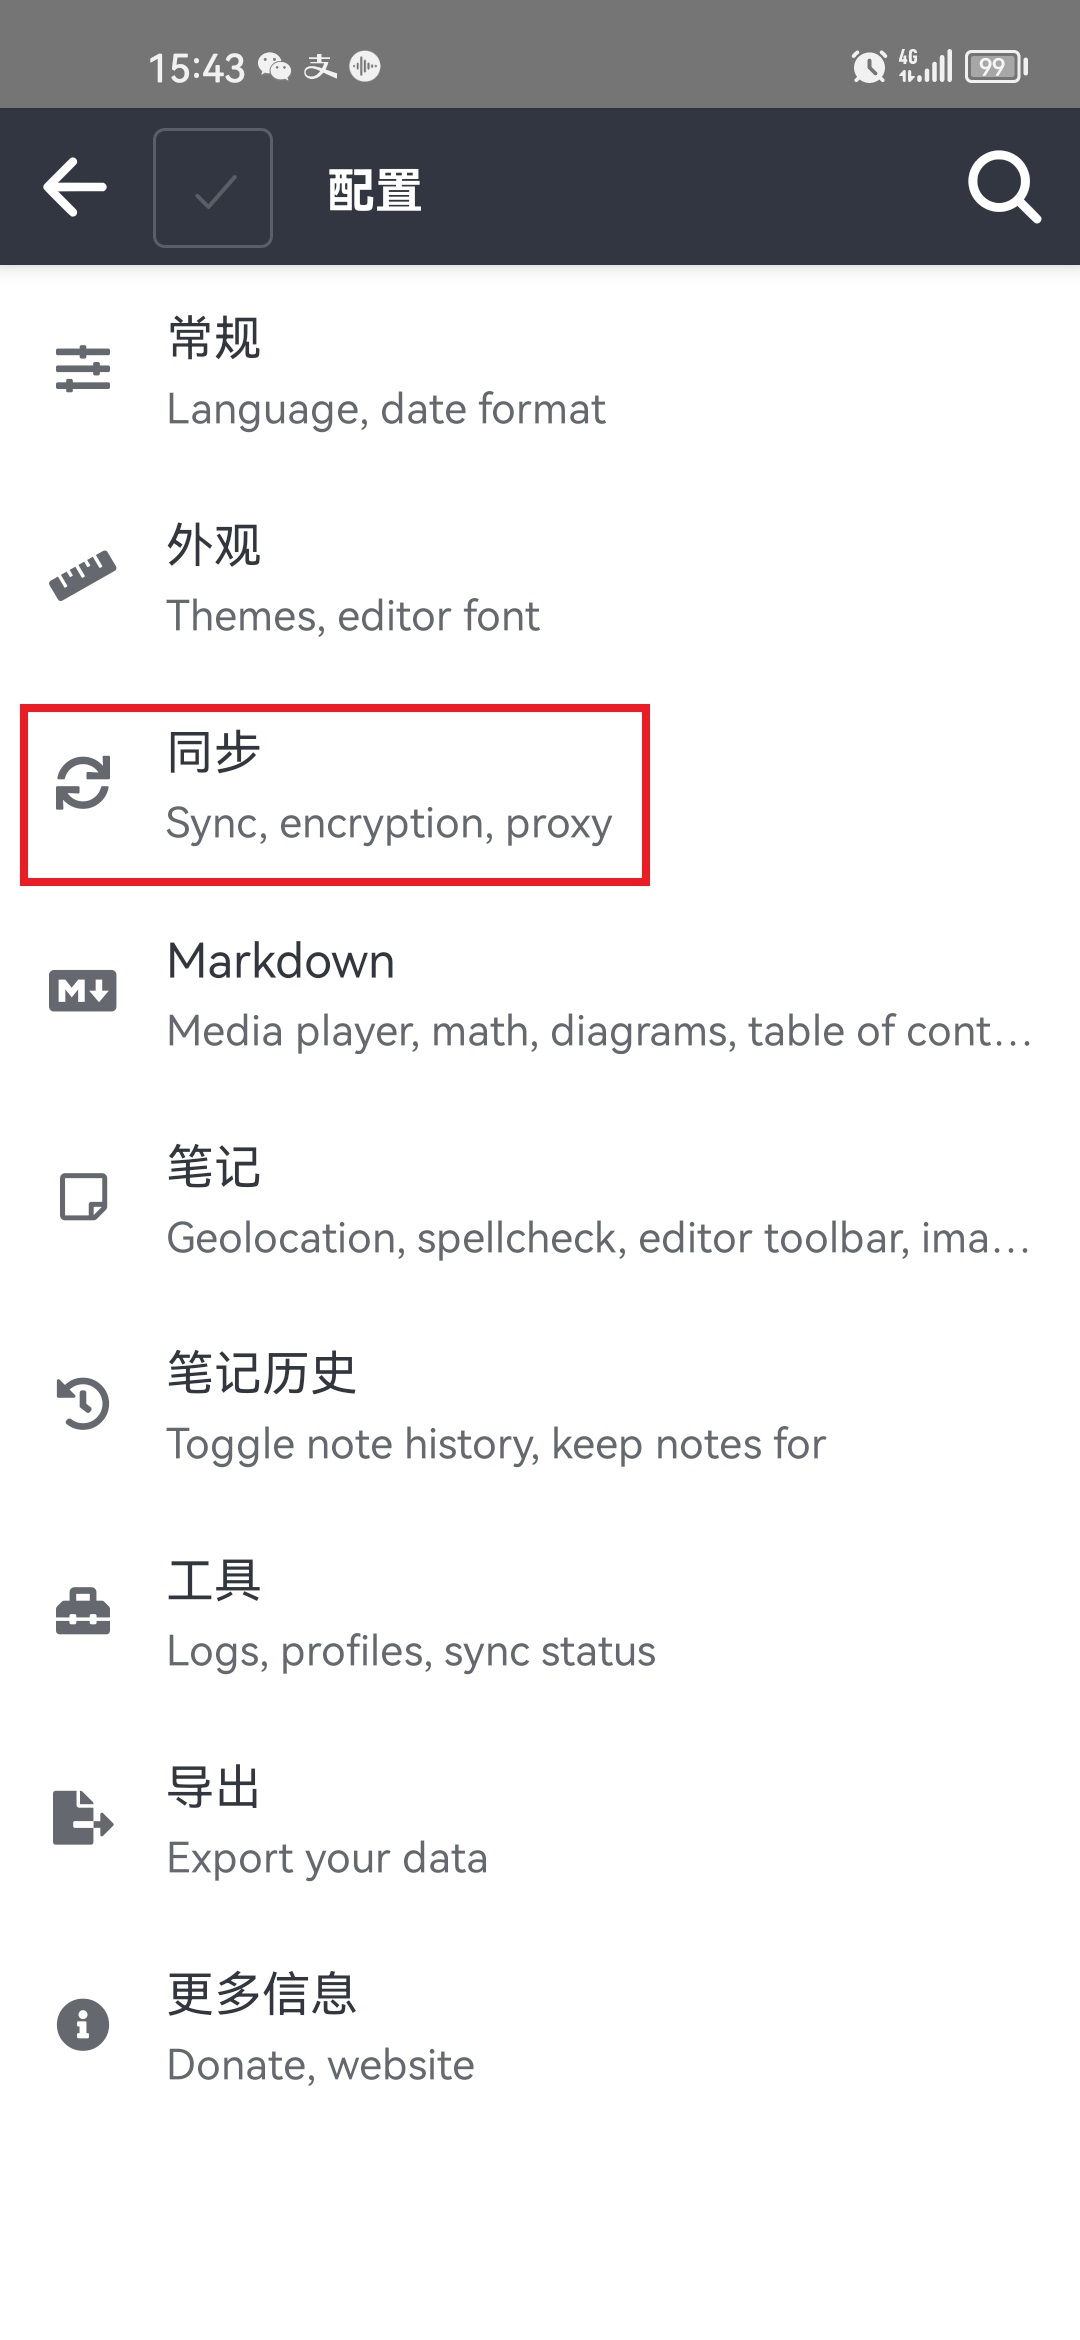 15:43 支 4G 99
配置
常规
Language, date format
外观
Themes, editor font
同步
Sync, encryption, proxy
M
Markdown
Media player, math, diagrams, table of cont...
笔记
Geolocation, spellcheck, editor toolbar, ima...
笔记历史
Toggle note history, keep notes for
工具
Logs, profiles, sync status
导出
Export your data
更多信息
Donate, website